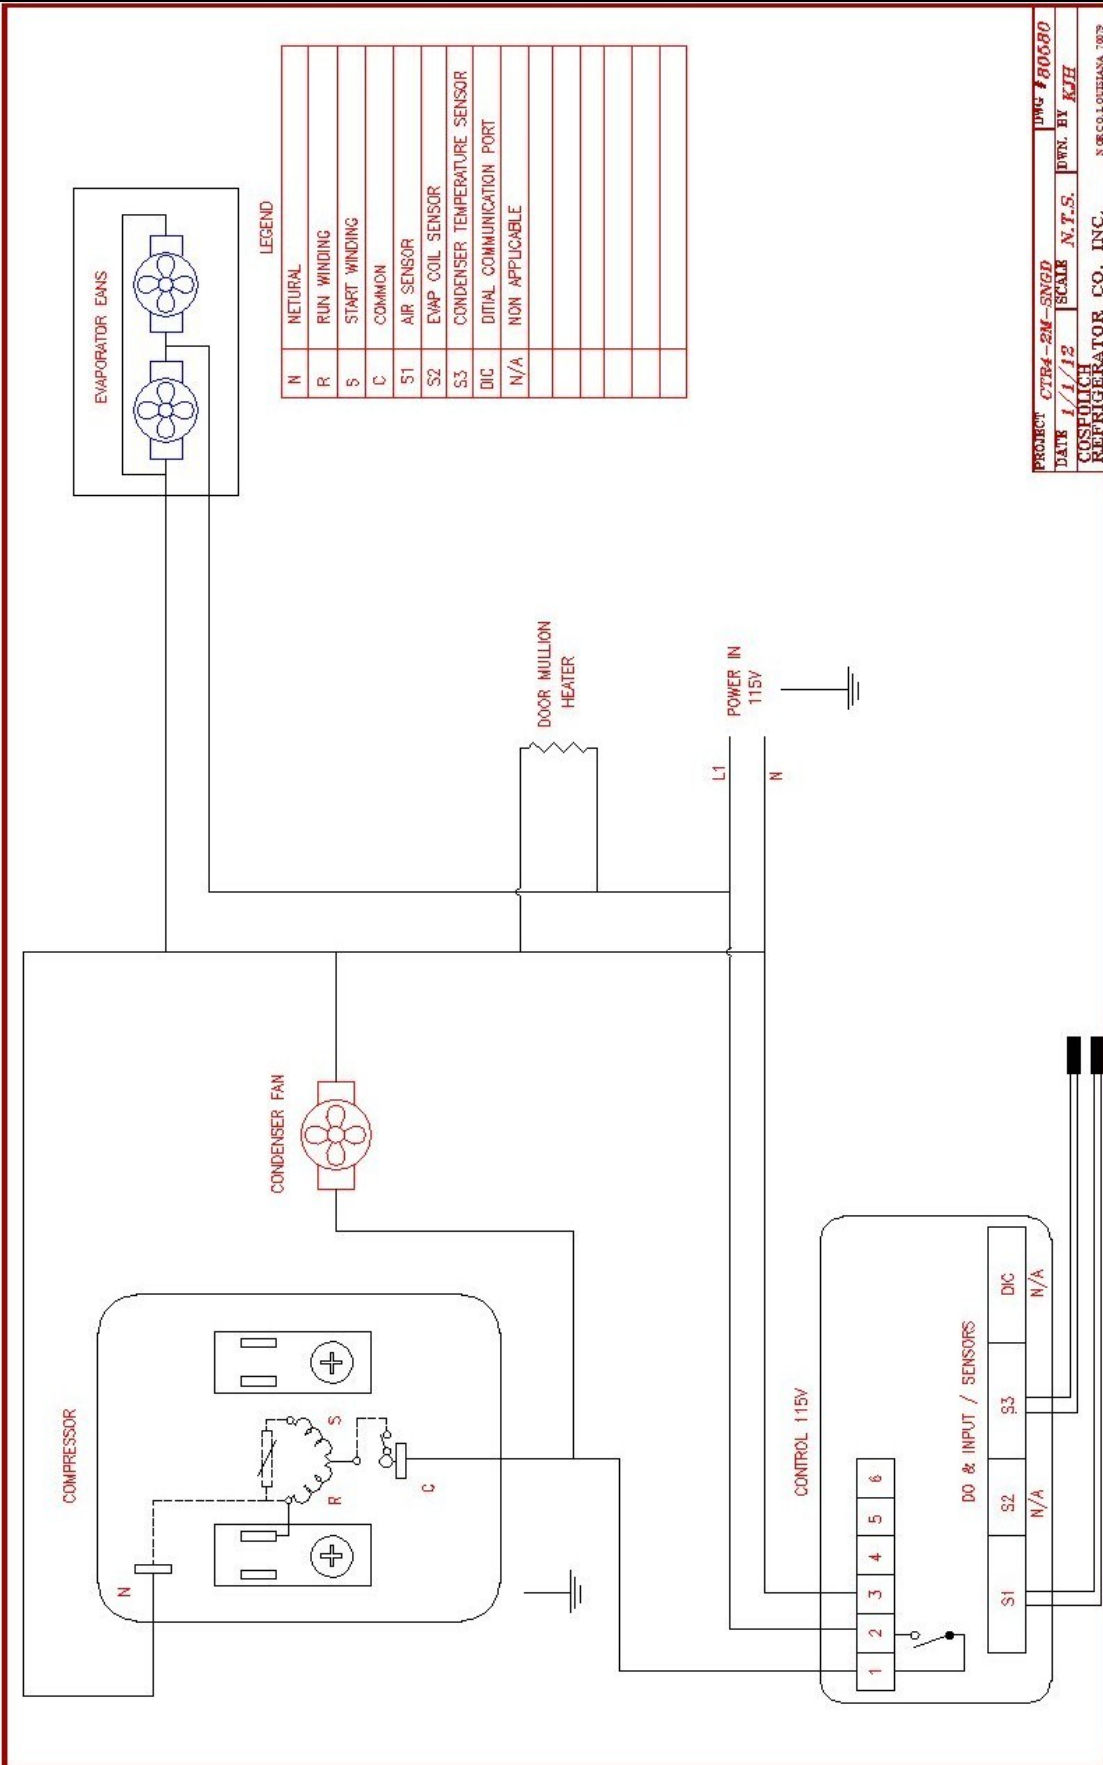 COMPRESSOR
N
R
S
C
CONDENSER FAN
EVAPORATOR FANS
LEGEND
N NETURAL
R RUN WINDING
S START WINDING
C COMMON
S1 AIR SENSOR
S2 EVAP COIL SENSOR
S3 CONDENSER TEMPERATURE SENSOR
DIC DITIAL COMMUNICATION PORT
N/A NON APPLICABLE
DOOR MULLION
HEATER
L1
N
POWER IN
115V
CONTROL 115V
1 2 3 4 5 6
DO & INPUT / SENSORS
S1 S2 S3 DIC
N/A N/A
PROJECT CTR4-2M-SNGD DWG # 80580
DATE 1/1/12 SCALE N.T.S. DWN. BY KJH
COSPOLICH
REFRIGERATOR CO. INC.
NORCO, LOUISIANA 70079